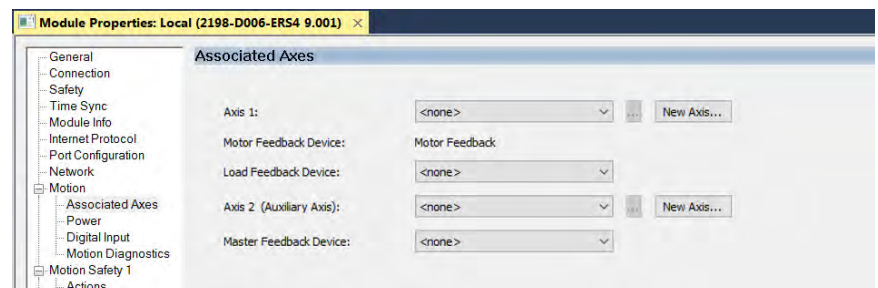 Module Properties: Local (2198-D006-ERS4 9.001) ×
General
Connection
Safety
Time Sync
Module Info
Internet Protocol
Port Configuration
Network
Motion
Associated Axes
Power
Digital Input
Motion Diagnostics
Motion Safety 1
Actions
Associated Axes
Axis 1: <none> ... New Axis...
Motor Feedback Device: Motor Feedback
Load Feedback Device: <none>
Axis 2 (Auxiliary Axis): <none> ... New Axis...
Master Feedback Device: <none>